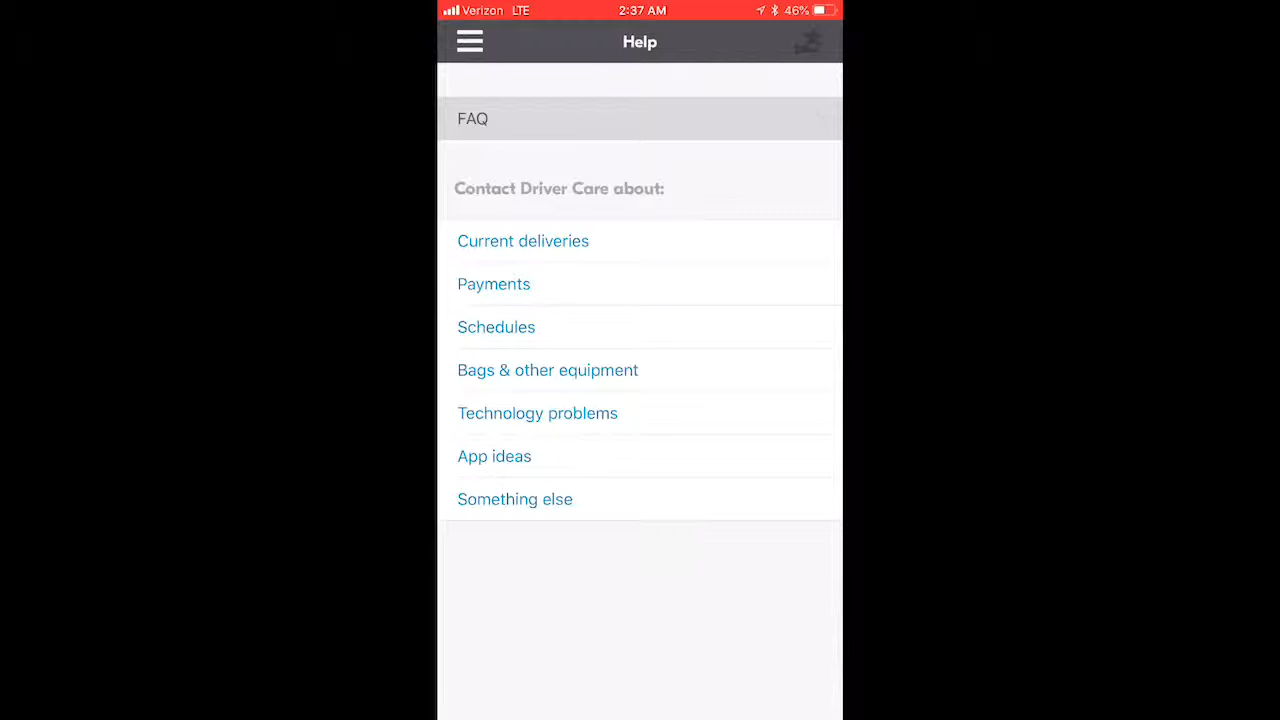 Verizon LTE 2:37 AM 46%
Help
FAQ
Contact Driver Care about:
Current deliveries
Payments
Schedules
Bags & other equipment
Technology problems
App ideas
Something else